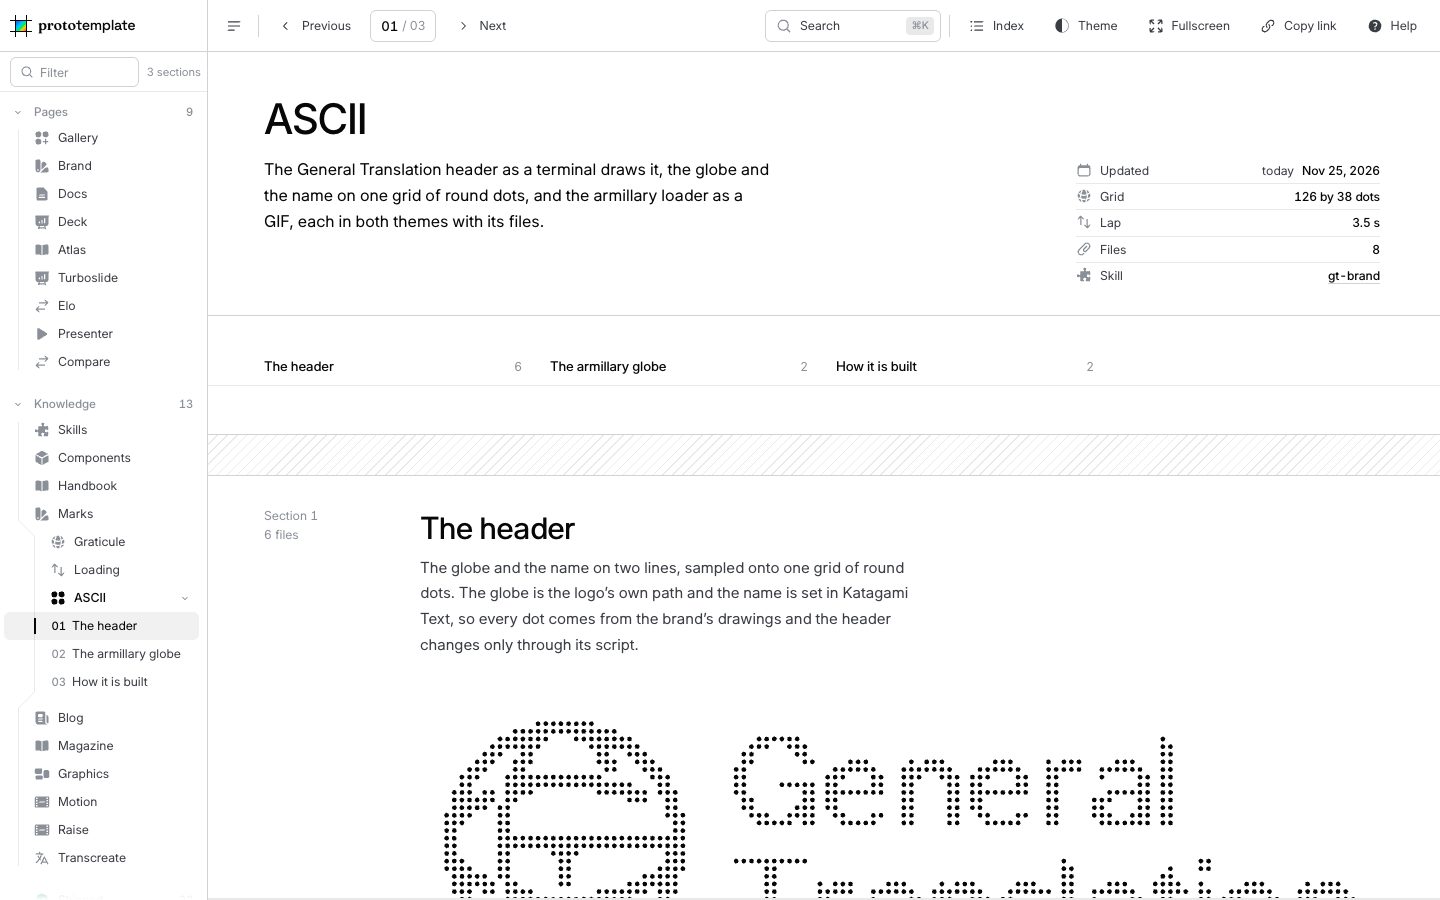 prototemplate
Previous
01 / 03
Next
Search
⌘K
Index
Theme
Fullscreen
Copy link
Help
Filter
3 sections
Pages 9
Gallery
Brand
Docs
Deck
Atlas
Turboslide
Elo
Presenter
Compare
Knowledge 13
Skills
Components
Handbook
Marks
Graticule
Loading
ASCII
01 The header
02 The armillary globe
03 How it is built
Blog
Magazine
Graphics
Motion
Raise
Transcreate
ASCII
The General Translation header as a terminal draws it, the globe and
the name on one grid of round dots, and the armillary loader as a
GIF, each in both themes with its files.
Updated today Nov 25, 2026
Grid 126 by 38 dots
Lap 3.5 s
Files 8
Skill gt-brand
The header 6
The armillary globe 2
How it is built 2
Section 1
6 files
The header
The globe and the name on two lines, sampled onto one grid of round
dots. The globe is the logo’s own path and the name is set in Katagami
Text, so every dot comes from the brand’s drawings and the header
changes only through its script.
General
Translation